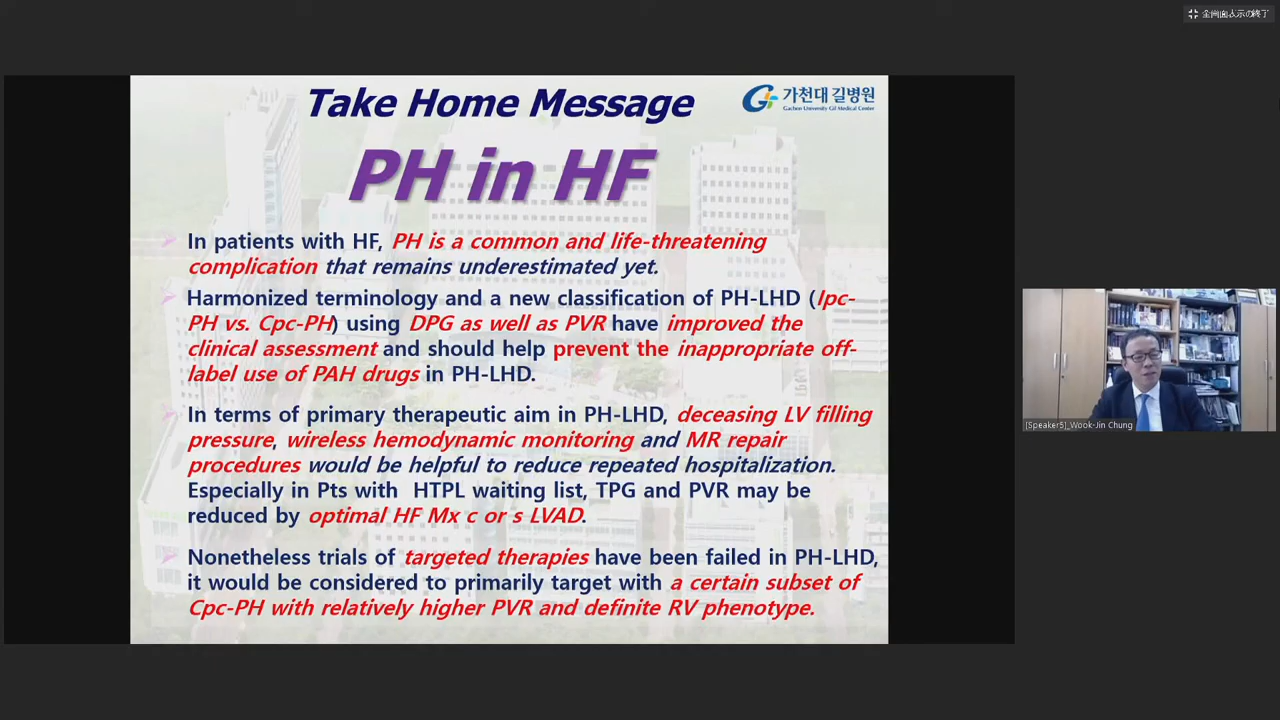 全画面表示の終了
Take Home Message
가천대 길병원
Gachon University Gil Medical Center
PH in HF
In patients with HF, PH is a common and life-threatening
complication that remains underestimated yet.
Harmonized terminology and a new classification of PH-LHD (Ipc-
PH vs. Cpc-PH) using DPG as well as PVR have improved the
clinical assessment and should help prevent the inappropriate off-
label use of PAH drugs in PH-LHD.
In terms of primary therapeutic aim in PH-LHD, deceasing LV filling
pressure, wireless hemodynamic monitoring and MR repair
procedures would be helpful to reduce repeated hospitalization.
Especially in Pts with HTPL waiting list, TPG and PVR may be
reduced by optimal HF Mx c or s LVAD.
Nonetheless trials of targeted therapies have been failed in PH-LHD,
it would be considered to primarily target with a certain subset of
Cpc-PH with relatively higher PVR and definite RV phenotype.
[Speaker5]_Wook-Jin Chung